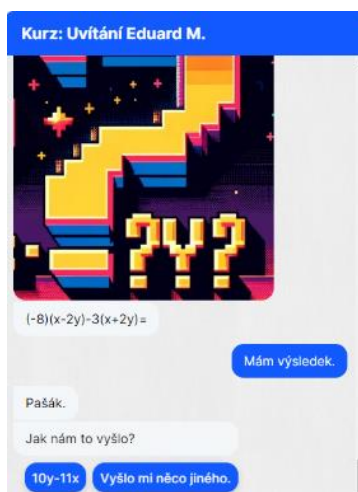 Kurz: Uvítání Eduard M.
?Y?
(-8)(x-2y)-3(x+2y)=
Mám výsledek.
Pašák.
Jak nám to vyšlo?
10y-11x
Vyšlo mi něco jiného.